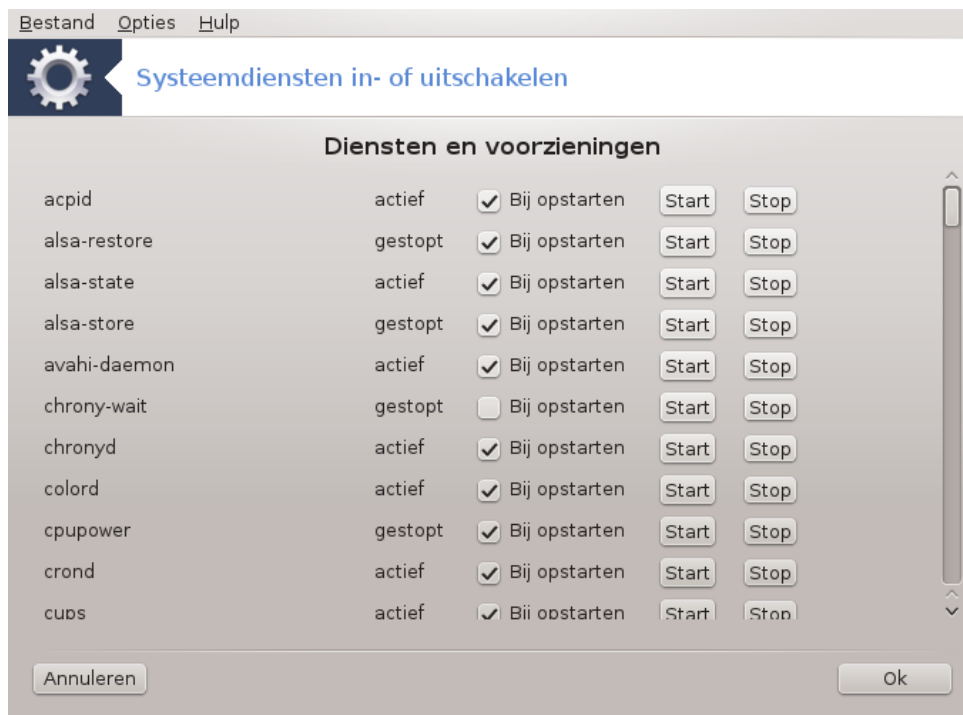 Bestand Opties Hulp
Systeemdiensten in- of uitschakelen
Diensten en voorzieningen
acpid actief Bij opstarten Start Stop
alsa-restore gestopt Bij opstarten Start Stop
alsa-state actief Bij opstarten Start Stop
alsa-store gestopt Bij opstarten Start Stop
avahi-daemon actief Bij opstarten Start Stop
chrony-wait gestopt Bij opstarten Start Stop
chronyd actief Bij opstarten Start Stop
colord actief Bij opstarten Start Stop
cpupower gestopt Bij opstarten Start Stop
crond actief Bij opstarten Start Stop
cups actief Bij opstarten Start Stop
Annuleren Ok